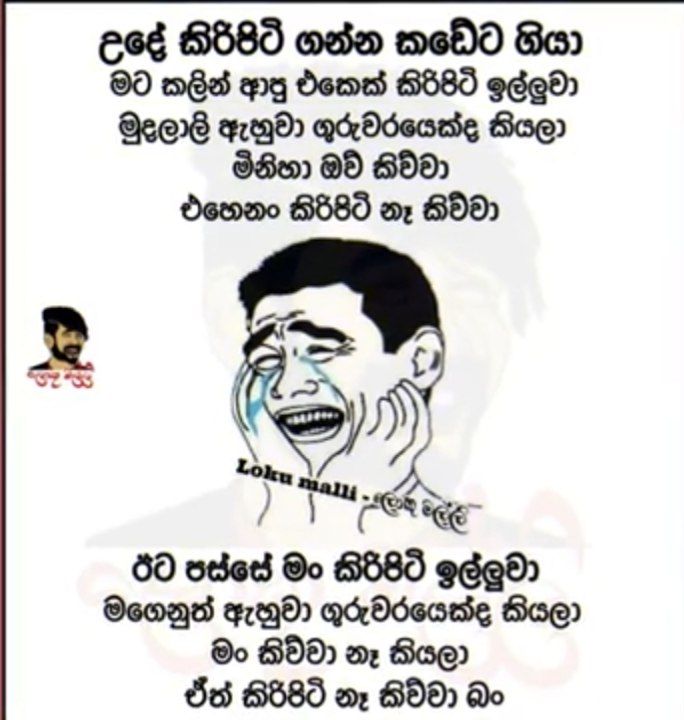 උදේ කිරිපිටි ගන්න කඩේට ගියා
මට කලින් ආපු එකෙක් කිරිපිටි ඉල්ලුවා
මුදලාලි ඇහුවා ගුරුවරයෙක්ද කියලා
මිනිහා ඔව් කිව්වා
එහෙනං කිරිපිටි නෑ කිව්වා
Loku malli - ලොකු මල්ලි
ඊට පස්සේ මං කිරිපිටි ඉල්ලුවා
මගෙනුත් ඇහුවා ගුරුවරයෙක්ද කියලා
මං කිව්වා නෑ කියලා
ඒත් කිරිපිටි නෑ කිව්වා බං